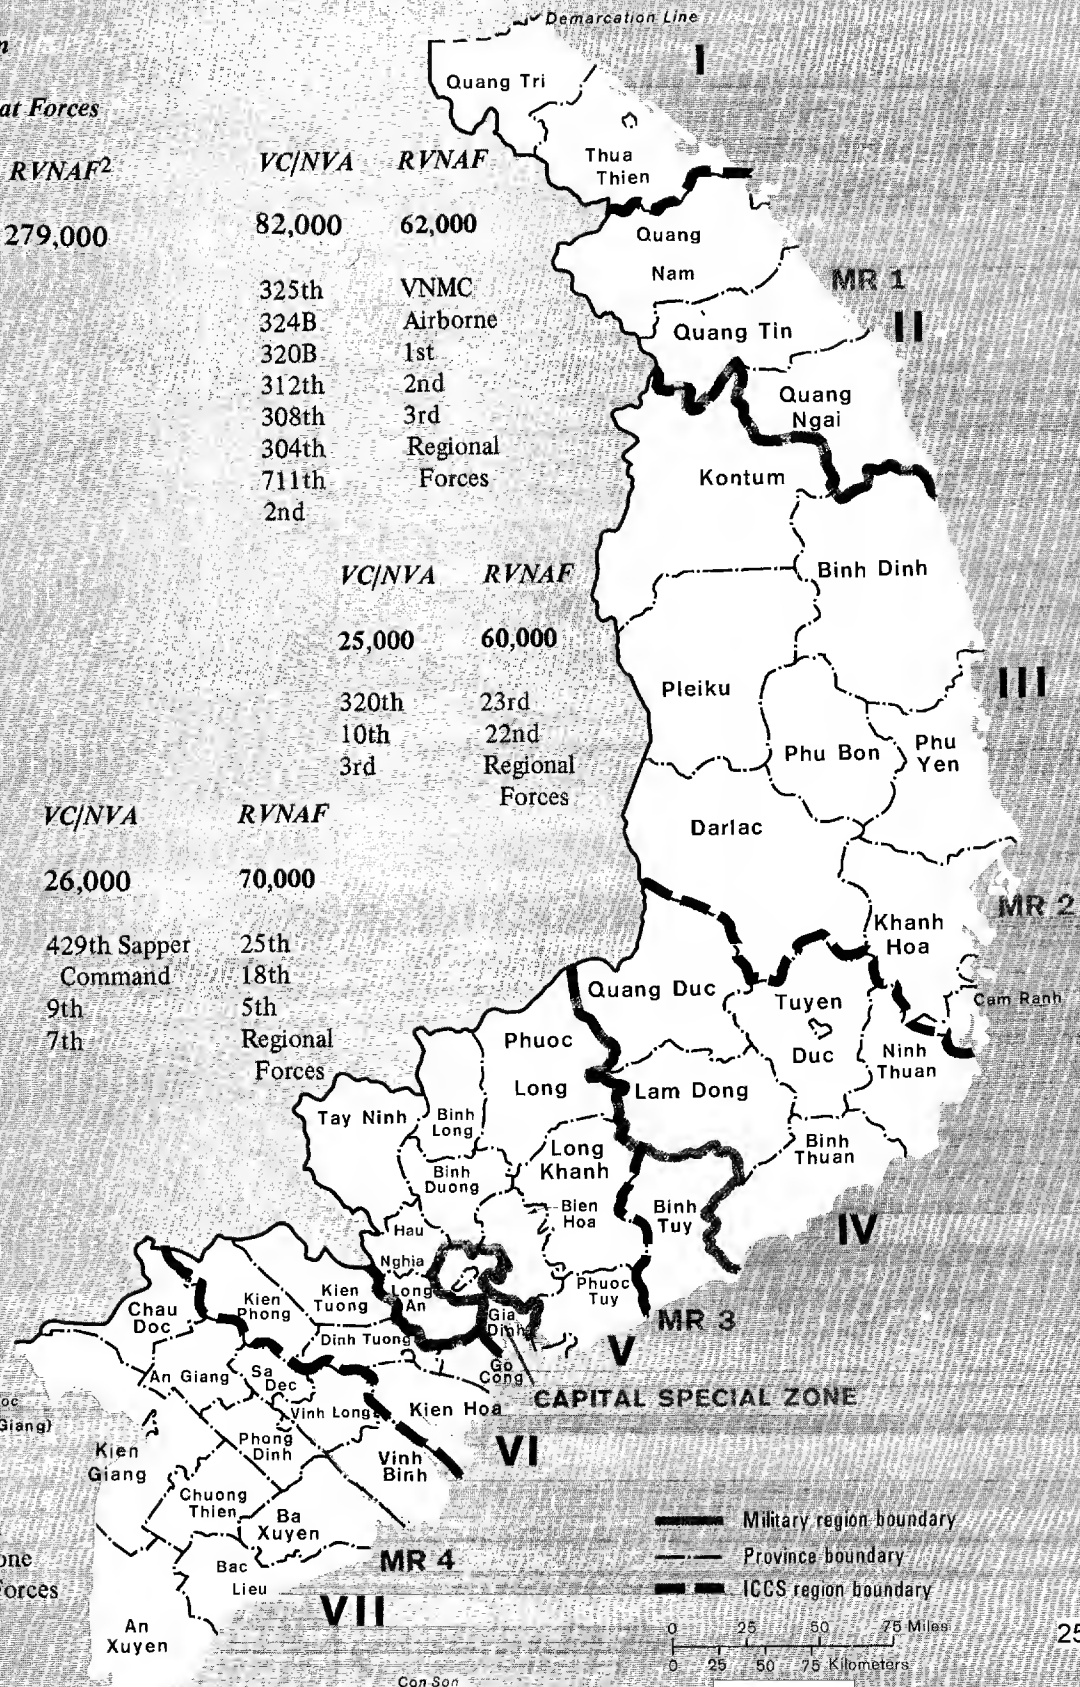 Demarcation Line
at Forces
RVNAF²
279,000
VC/NVA RVNAF
82,000 62,000
325th VNMC
324B Airborne
320B 1st
312th 2nd
308th 3rd
304th Regional
711th Forces
2nd
VC/NVA RVNAF
25,000 60,000
320th 23rd
10th 22nd
3rd Regional
Forces
VC/NVA RVNAF
26,000 70,000
429th Sapper 25th
Command 18th
9th 5th
7th Regional
Forces
I
Quang Tri
Thua
Thien
Quang
Nam
MR 1
II
Quang Tin
Quang
Ngai
Kontum
Binh Dinh
III
Pleiku
Phu Bon
Phu
Yen
Darlac
MR 2
Khanh
Hoa
Cam Ranh
Quang Duc
Tuyen
Duc
Ninh
Thuan
Phuoc
Long
Lam Dong
Tay Ninh
Binh
Long
Binh
Thuan
Long
Khanh
Binh
Duong
Bien
Hoa
Binh
Tuy
IV
Hau
Nghia
Long
An
Phuoc
Tuy
Gia
Dinh
MR 3
V
Kien
Tuong
Kien
Phong
Chau
Doc
Dinh Tuong
Go
Cong
CAPITAL SPECIAL ZONE
An Giang
Sa
Dec
Vinh Long
Kien Hoa
VI
oc
Giang)
Kien
Giang
Phong
Dinh
Vinh
Binh
Chuong
Thien
Ba
Xuyen
MR 4
Bac
Lieu
VII
one
Forces
An
Xuyen
Con Son
Military region boundary
Province boundary
ICCS region boundary
0 25 50 75 Miles
0 25 50 75 Kilometers
25